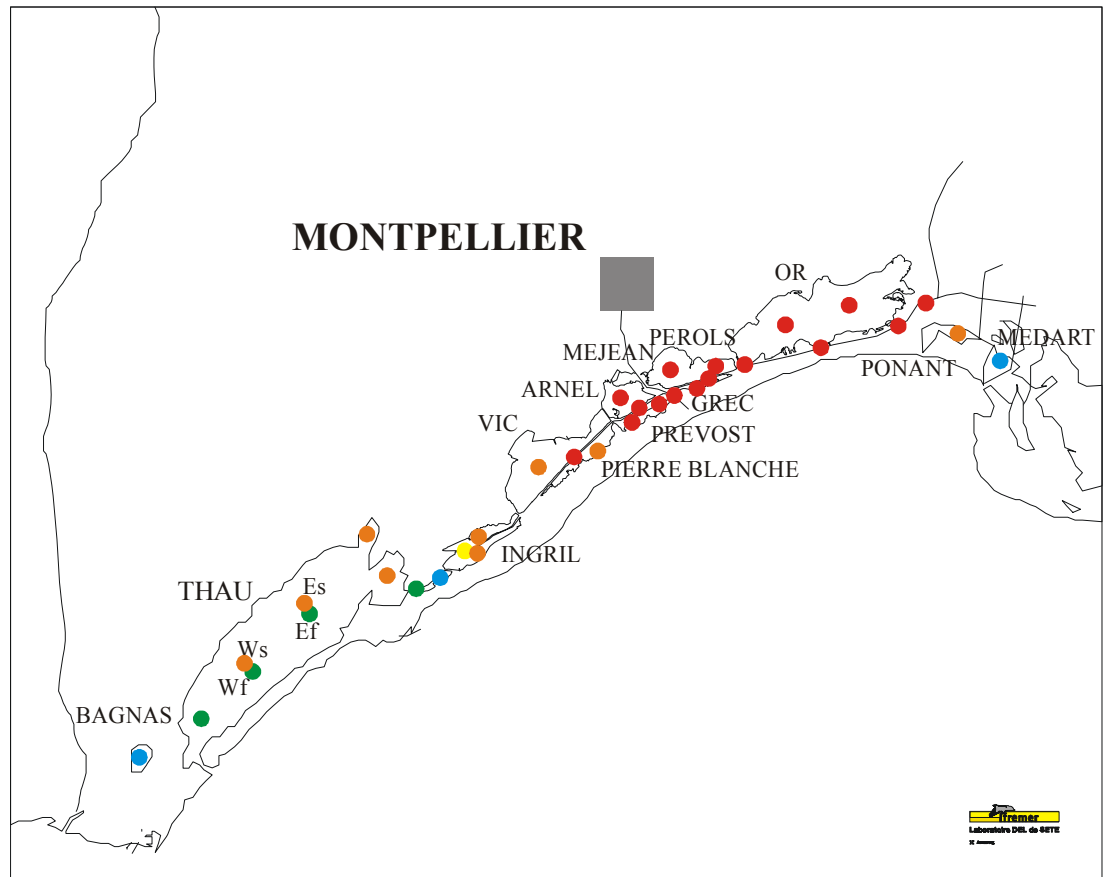 MONTPELLIER
OR
PEROLS
MEJEAN
MEDART
PONANT
ARNEL
GREC
VIC
PREVOST
PIERRE BLANCHE
INGRIL
THAU
Es
Ef
Ws
Wf
BAGNAS
Ifremer
Laboratoire DEL de SETE